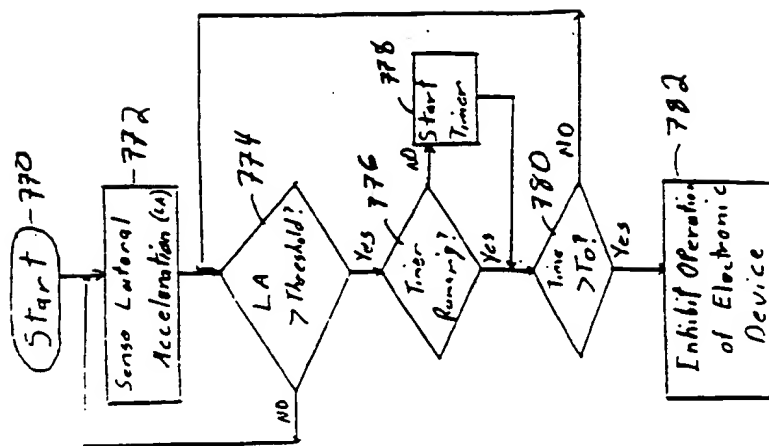 Start
770
Sense Lateral
Acceleration (LA)
772
LA
> Threshold?
774
NO
Yes
Timer
Running?
776
NO
Start
Timer
778
Yes
Time
> To?
780
NO
Yes
Inhibit Operation
of Electronic
Device
782